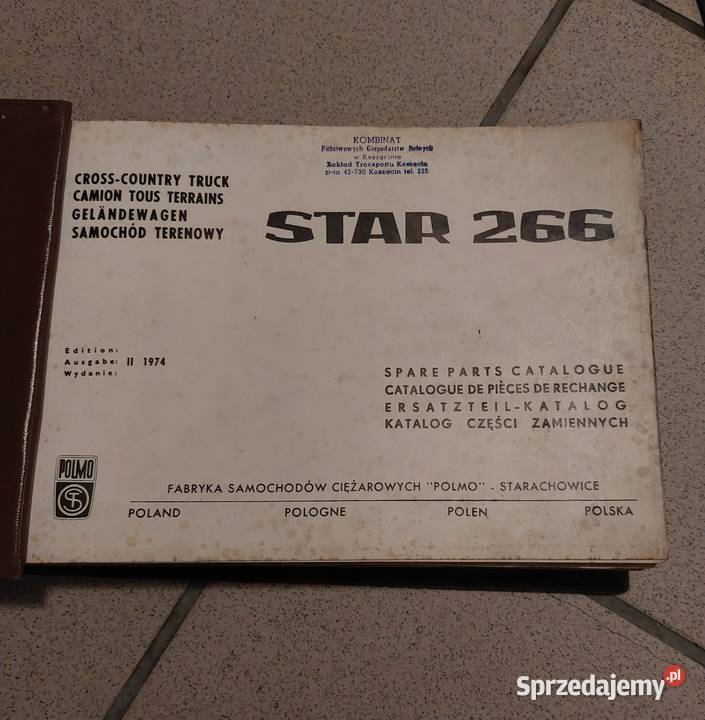 KOMBINAT
Państwowych Gospodarstw Rolnych
w Koszęcinie
Zakład Transportu Koszęcin
p-ta 42-730 Koszęcin tel. 225
CROSS-COUNTRY TRUCK
CAMION TOUS TERRAINS
GELÄNDEWAGEN
SAMOCHÓD TERENOWY
STAR 266
Edition:
Ausgabe: II 1974
Wydanie:
SPARE PARTS CATALOGUE
CATALOGUE DE PIÈCES DE RECHANGE
ERSATZTEIL-KATALOG
KATALOG CZĘŚCI ZAMIENNYCH
POLMO
FABRYKA SAMOCHODÓW CIĘŻAROWYCH "POLMO" - STARACHOWICE
POLAND POLOGNE POLEN POLSKA
Sprzedajemy.pl